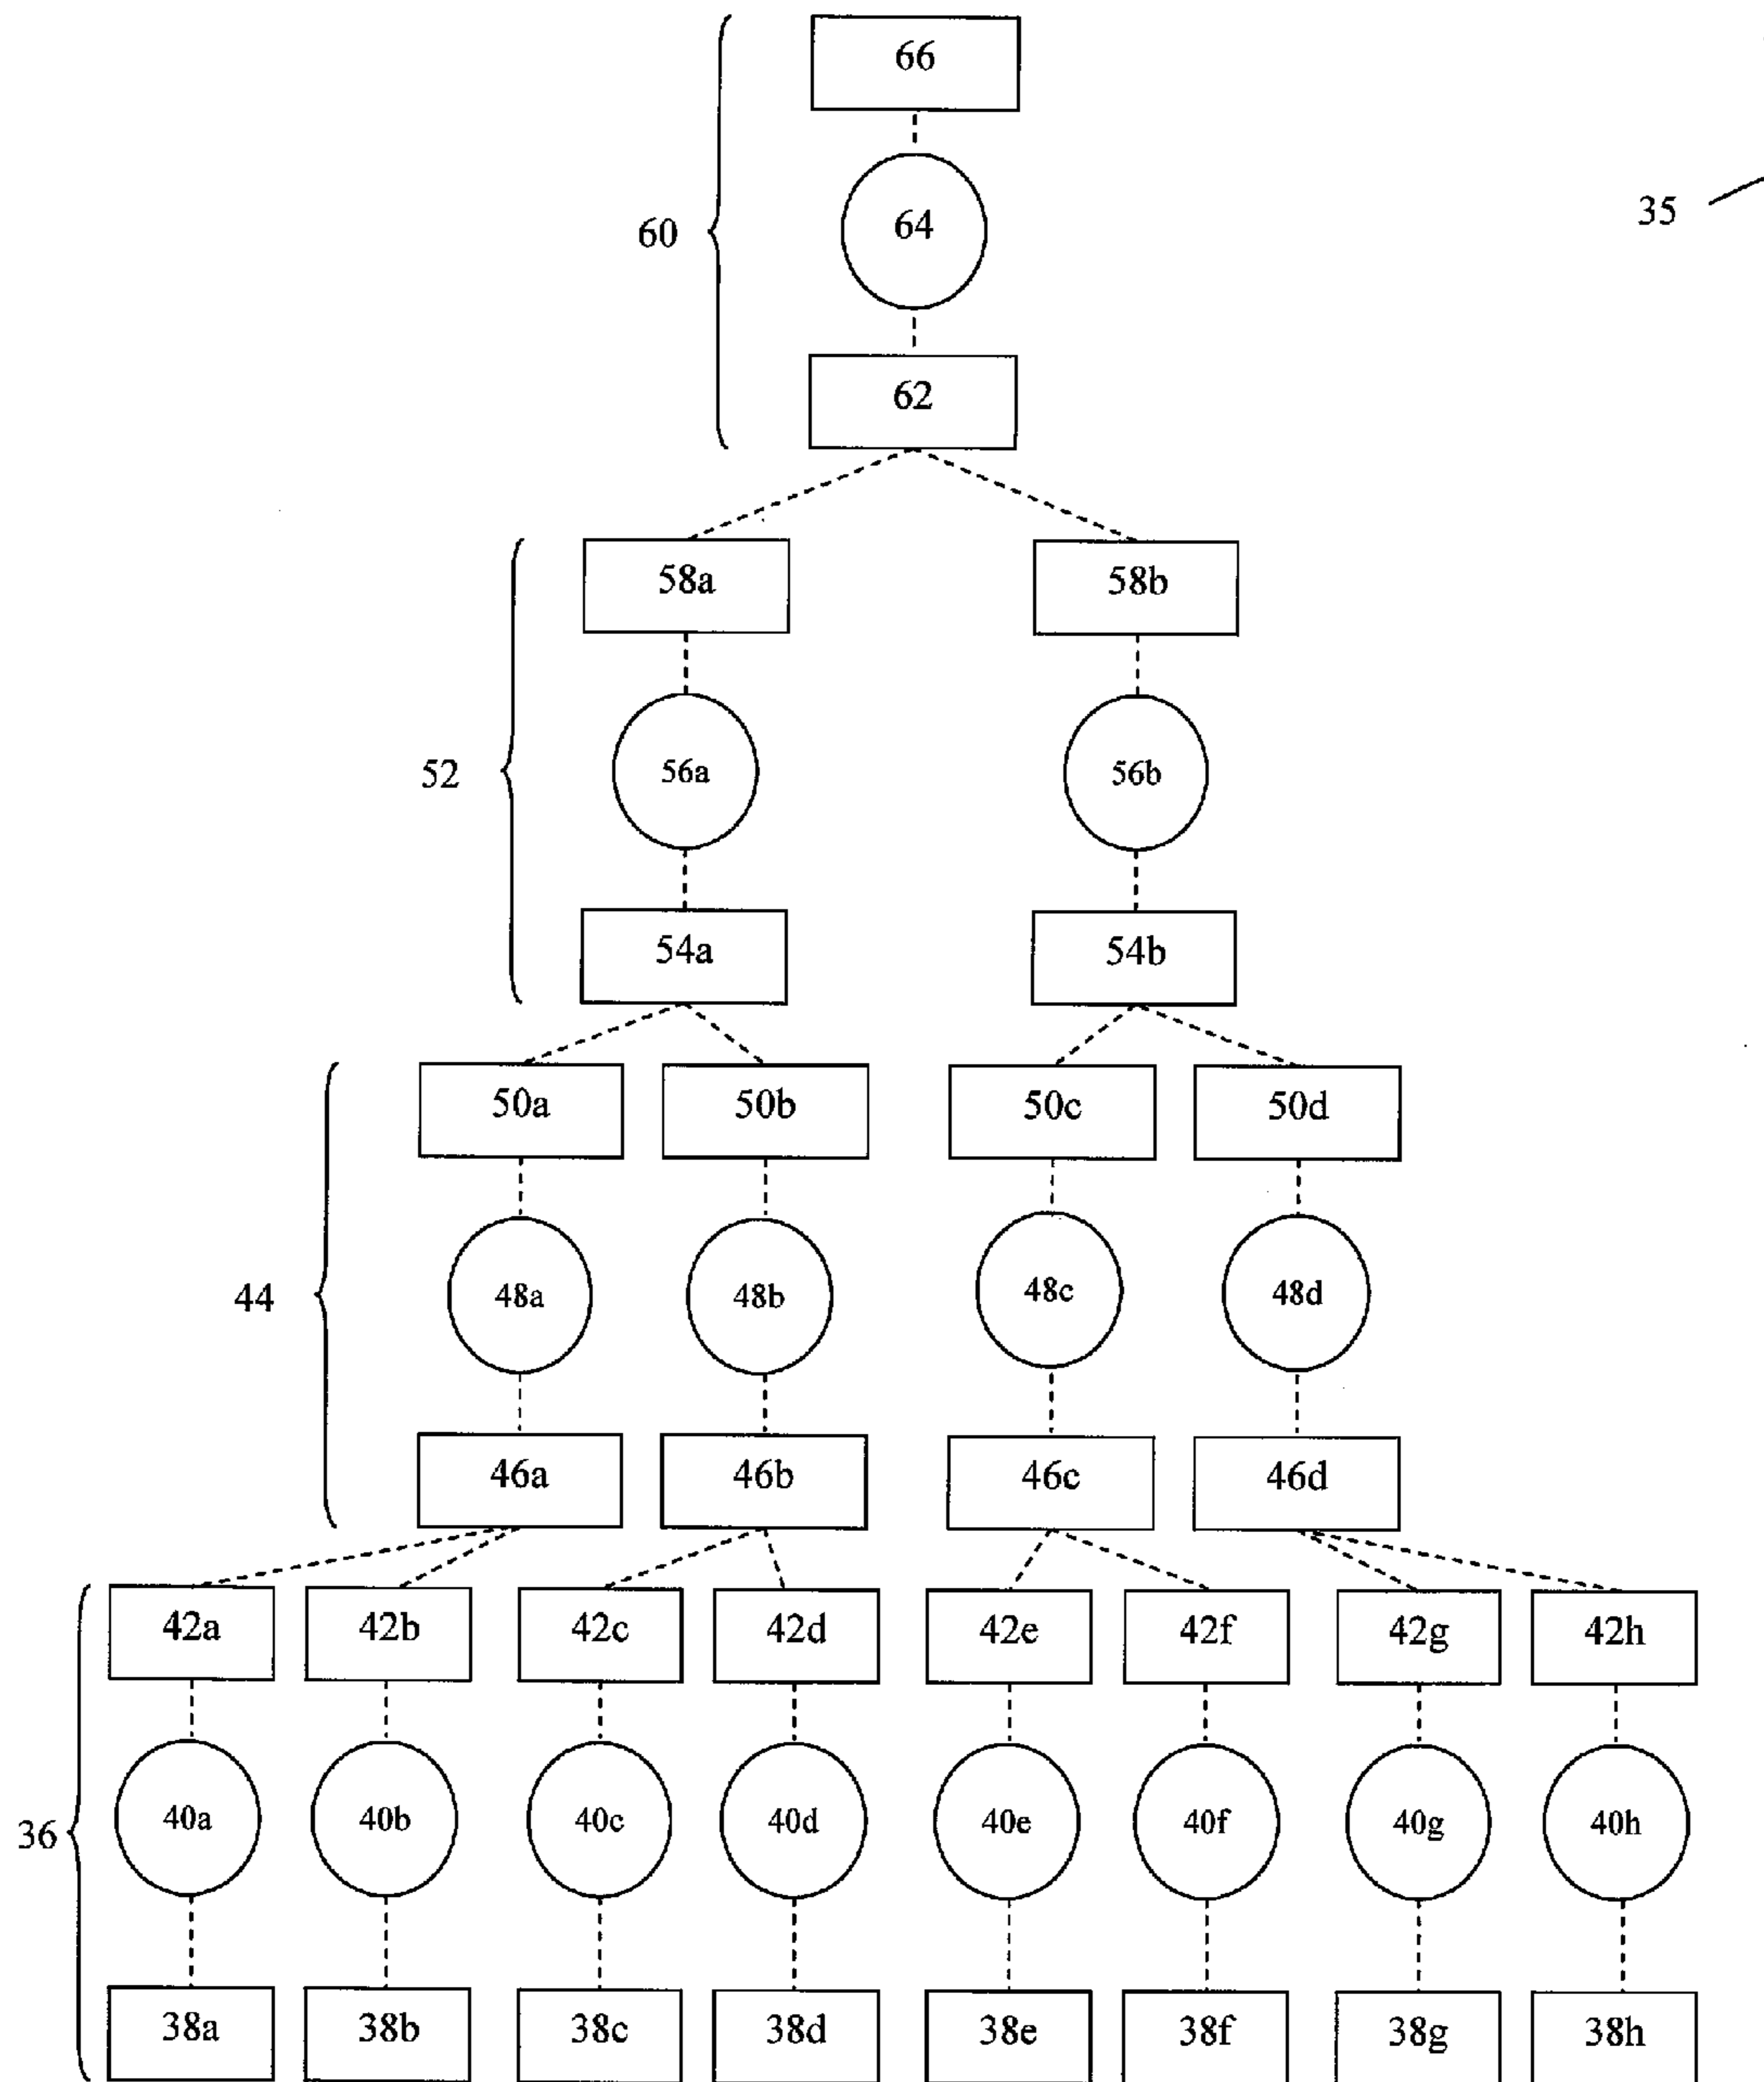 66
35
60
64
62
58a 58b
52
56a 56b
54a 54b
50a 50b 50c 50d
44
48a 48b 48c 48d
46a 46b 46c 46d
42a 42b 42c 42d 42e 42f 42g 42h
36
40a 40b 40c 40d 40e 40f 40g 40h
38a 38b 38c 38d 38e 38f 38g 38h